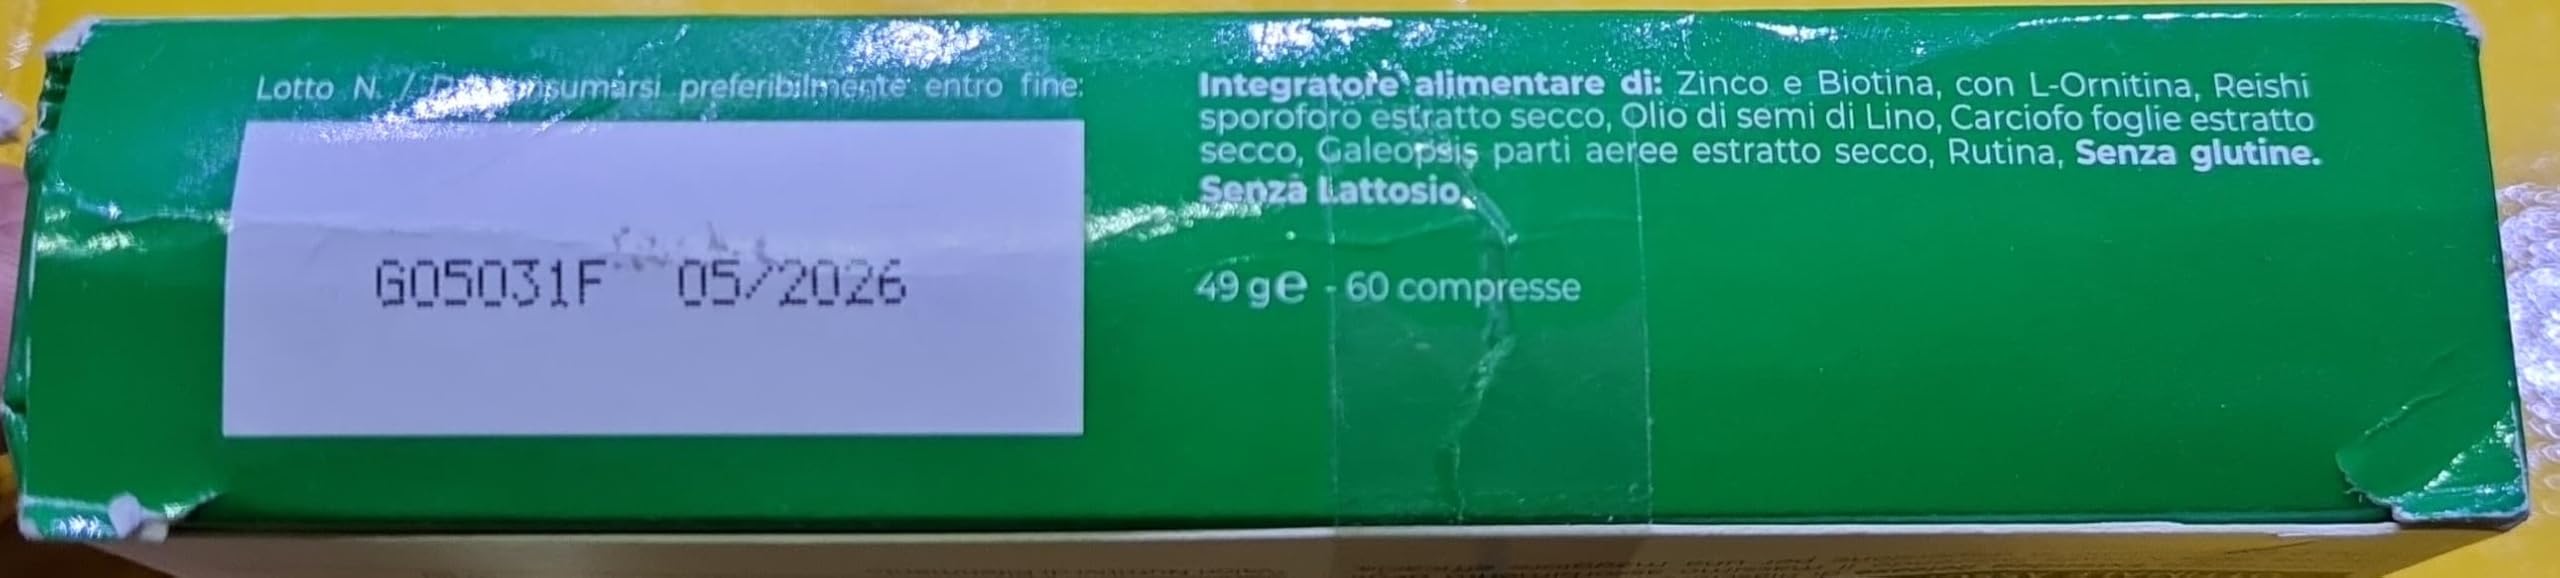 Lotto N. / Da consumarsi preferibilmente entro fine:
G05031F 05/2026
Integratore alimentare di: Zinco e Biotina, con L-Ornitina, Reishi
sporoforo estratto secco, Olio di semi di Lino, Carciofo foglie estratto
secco, Galeopsis parti aeree estratto secco, Rutina, Senza glutine.
Senza Lattosio.
49 g e - 60 compresse